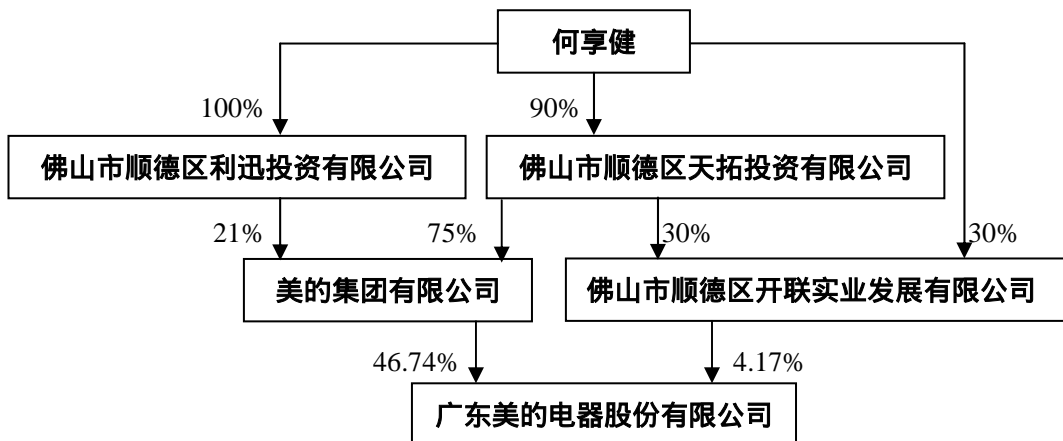 何享健
100%
90%
佛山市顺德区利迅投资有限公司
佛山市顺德区天拓投资有限公司
21%
75%
30%
30%
美的集团有限公司
佛山市顺德区开联实业发展有限公司
46.74%
4.17%
广东美的电器股份有限公司